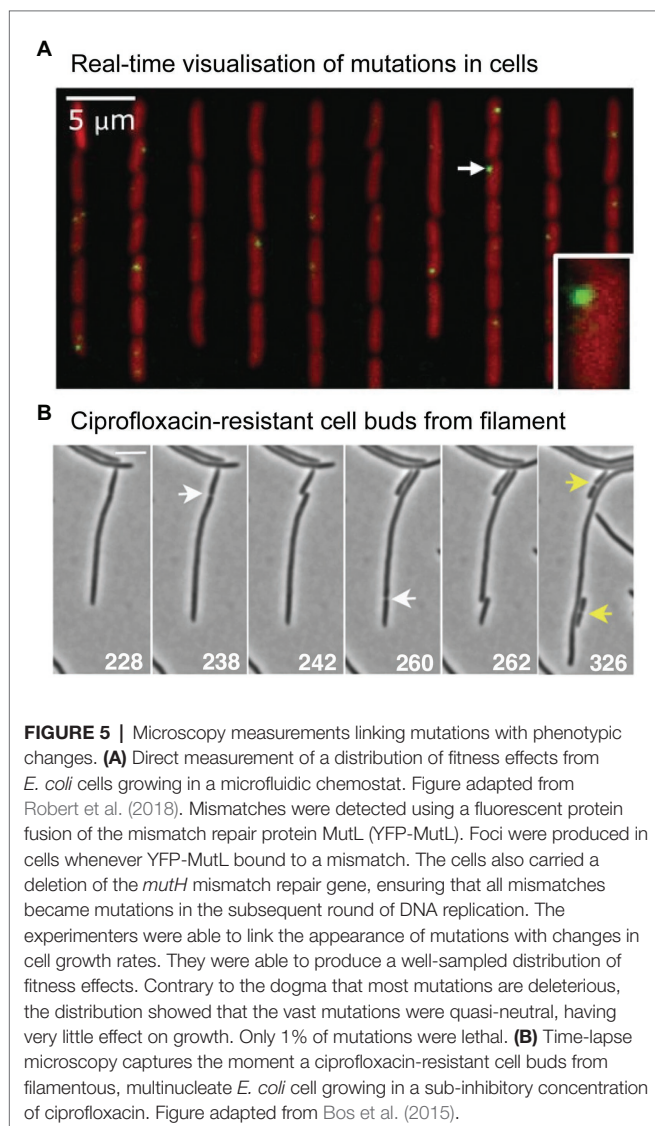 A
Real-time visualisation of mutations in cells
5 µm
B
Ciprofloxacin-resistant cell buds from filament
228 238 242 260 262 326
FIGURE 5 | Microscopy measurements linking mutations with phenotypic
changes. (A) Direct measurement of a distribution of fitness effects from
E. coli cells growing in a microfluidic chemostat. Figure adapted from
Robert et al. (2018). Mismatches were detected using a fluorescent protein
fusion of the mismatch repair protein MutL (YFP-MutL). Foci were produced in
cells whenever YFP-MutL bound to a mismatch. The cells also carried a
deletion of the mutH mismatch repair gene, ensuring that all mismatches
became mutations in the subsequent round of DNA replication. The
experimenters were able to link the appearance of mutations with changes in
cell growth rates. They were able to produce a well-sampled distribution of
fitness effects. Contrary to the dogma that most mutations are deleterious,
the distribution showed that the vast mutations were quasi-neutral, having
very little effect on growth. Only 1% of mutations were lethal. (B) Time-lapse
microscopy captures the moment a ciprofloxacin-resistant cell buds from
filamentous, multinucleate E. coli cell growing in a sub-inhibitory concentration
of ciprofloxacin. Figure adapted from Bos et al. (2015).